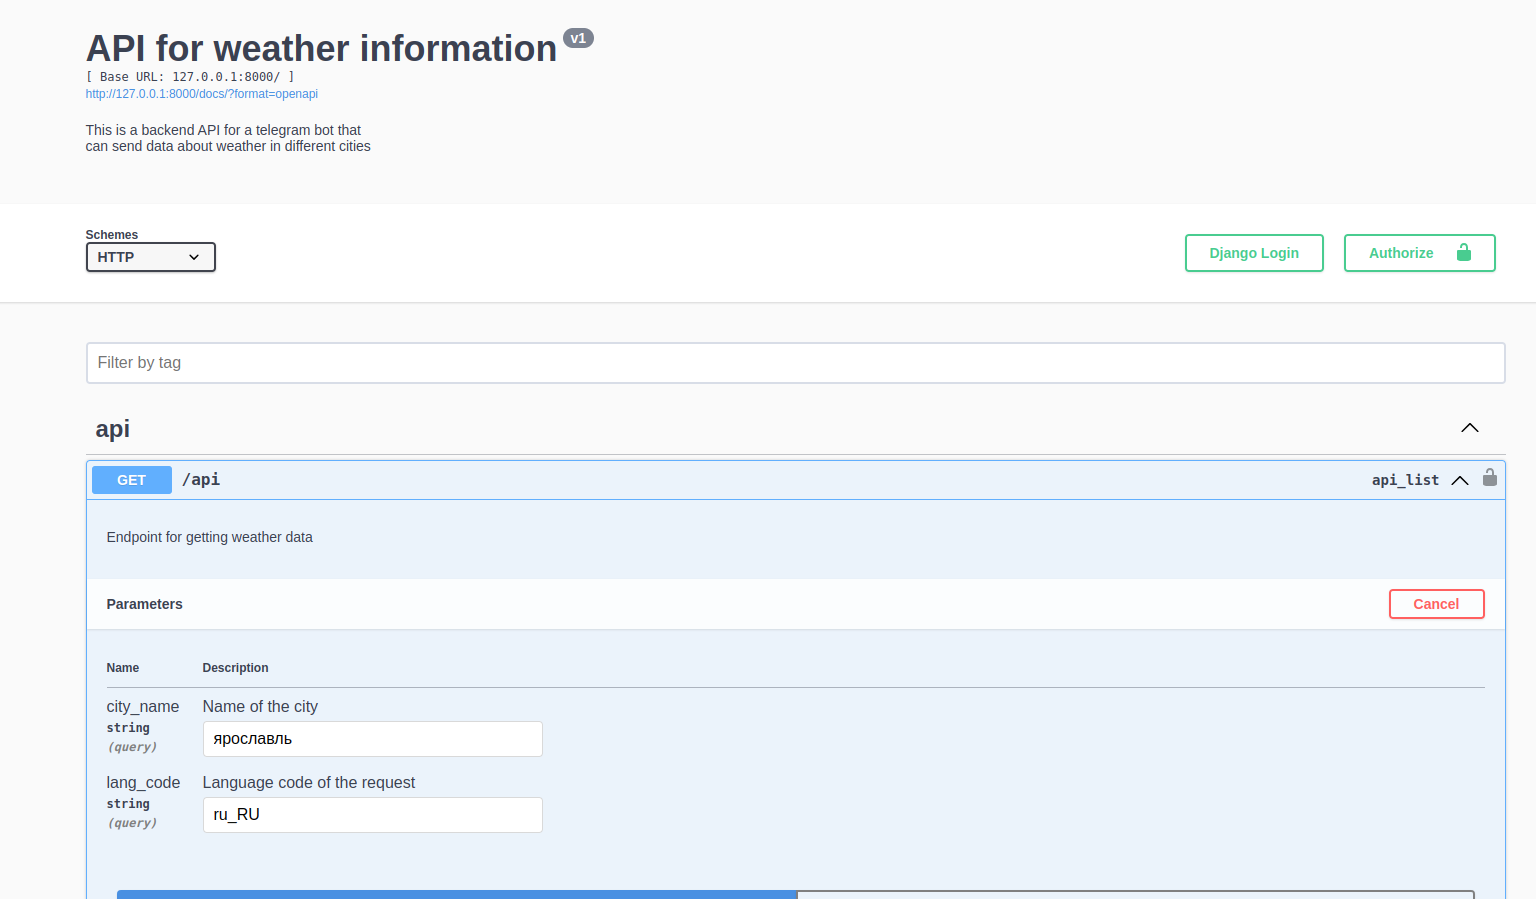 API for weather information v1
[ Base URL: 127.0.0.1:8000/ ]
http://127.0.0.1:8000/docs/?format=openapi
This is a backend API for a telegram bot that
can send data about weather in different cities
Schemes
HTTP
Django Login
Authorize
Filter by tag
api
GET /api api_list
Endpoint for getting weather data
Parameters
Cancel
Name Description
city_name Name of the city
string
(query)
ярославль
lang_code Language code of the request
string
(query)
ru_RU